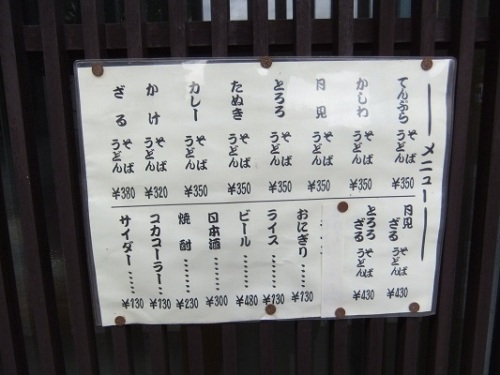 メニュー
てんぷら そば うどん ¥350
かしわ そば うどん ¥350
月見 そば うどん ¥350
とろろ そば うどん ¥350
たぬき そば うどん ¥350
カレー そば うどん ¥350
かけ そば うどん ¥320
ざる そば うどん ¥380
月見ざる そば うどん ¥430
とろろざる そば うどん ¥430
おにぎり……… ¥130
ライス……… ¥130
ビール……… ¥480
日本酒……… ¥300
焼酎……… ¥230
コカコーラ…… ¥130
サイダー…… ¥130